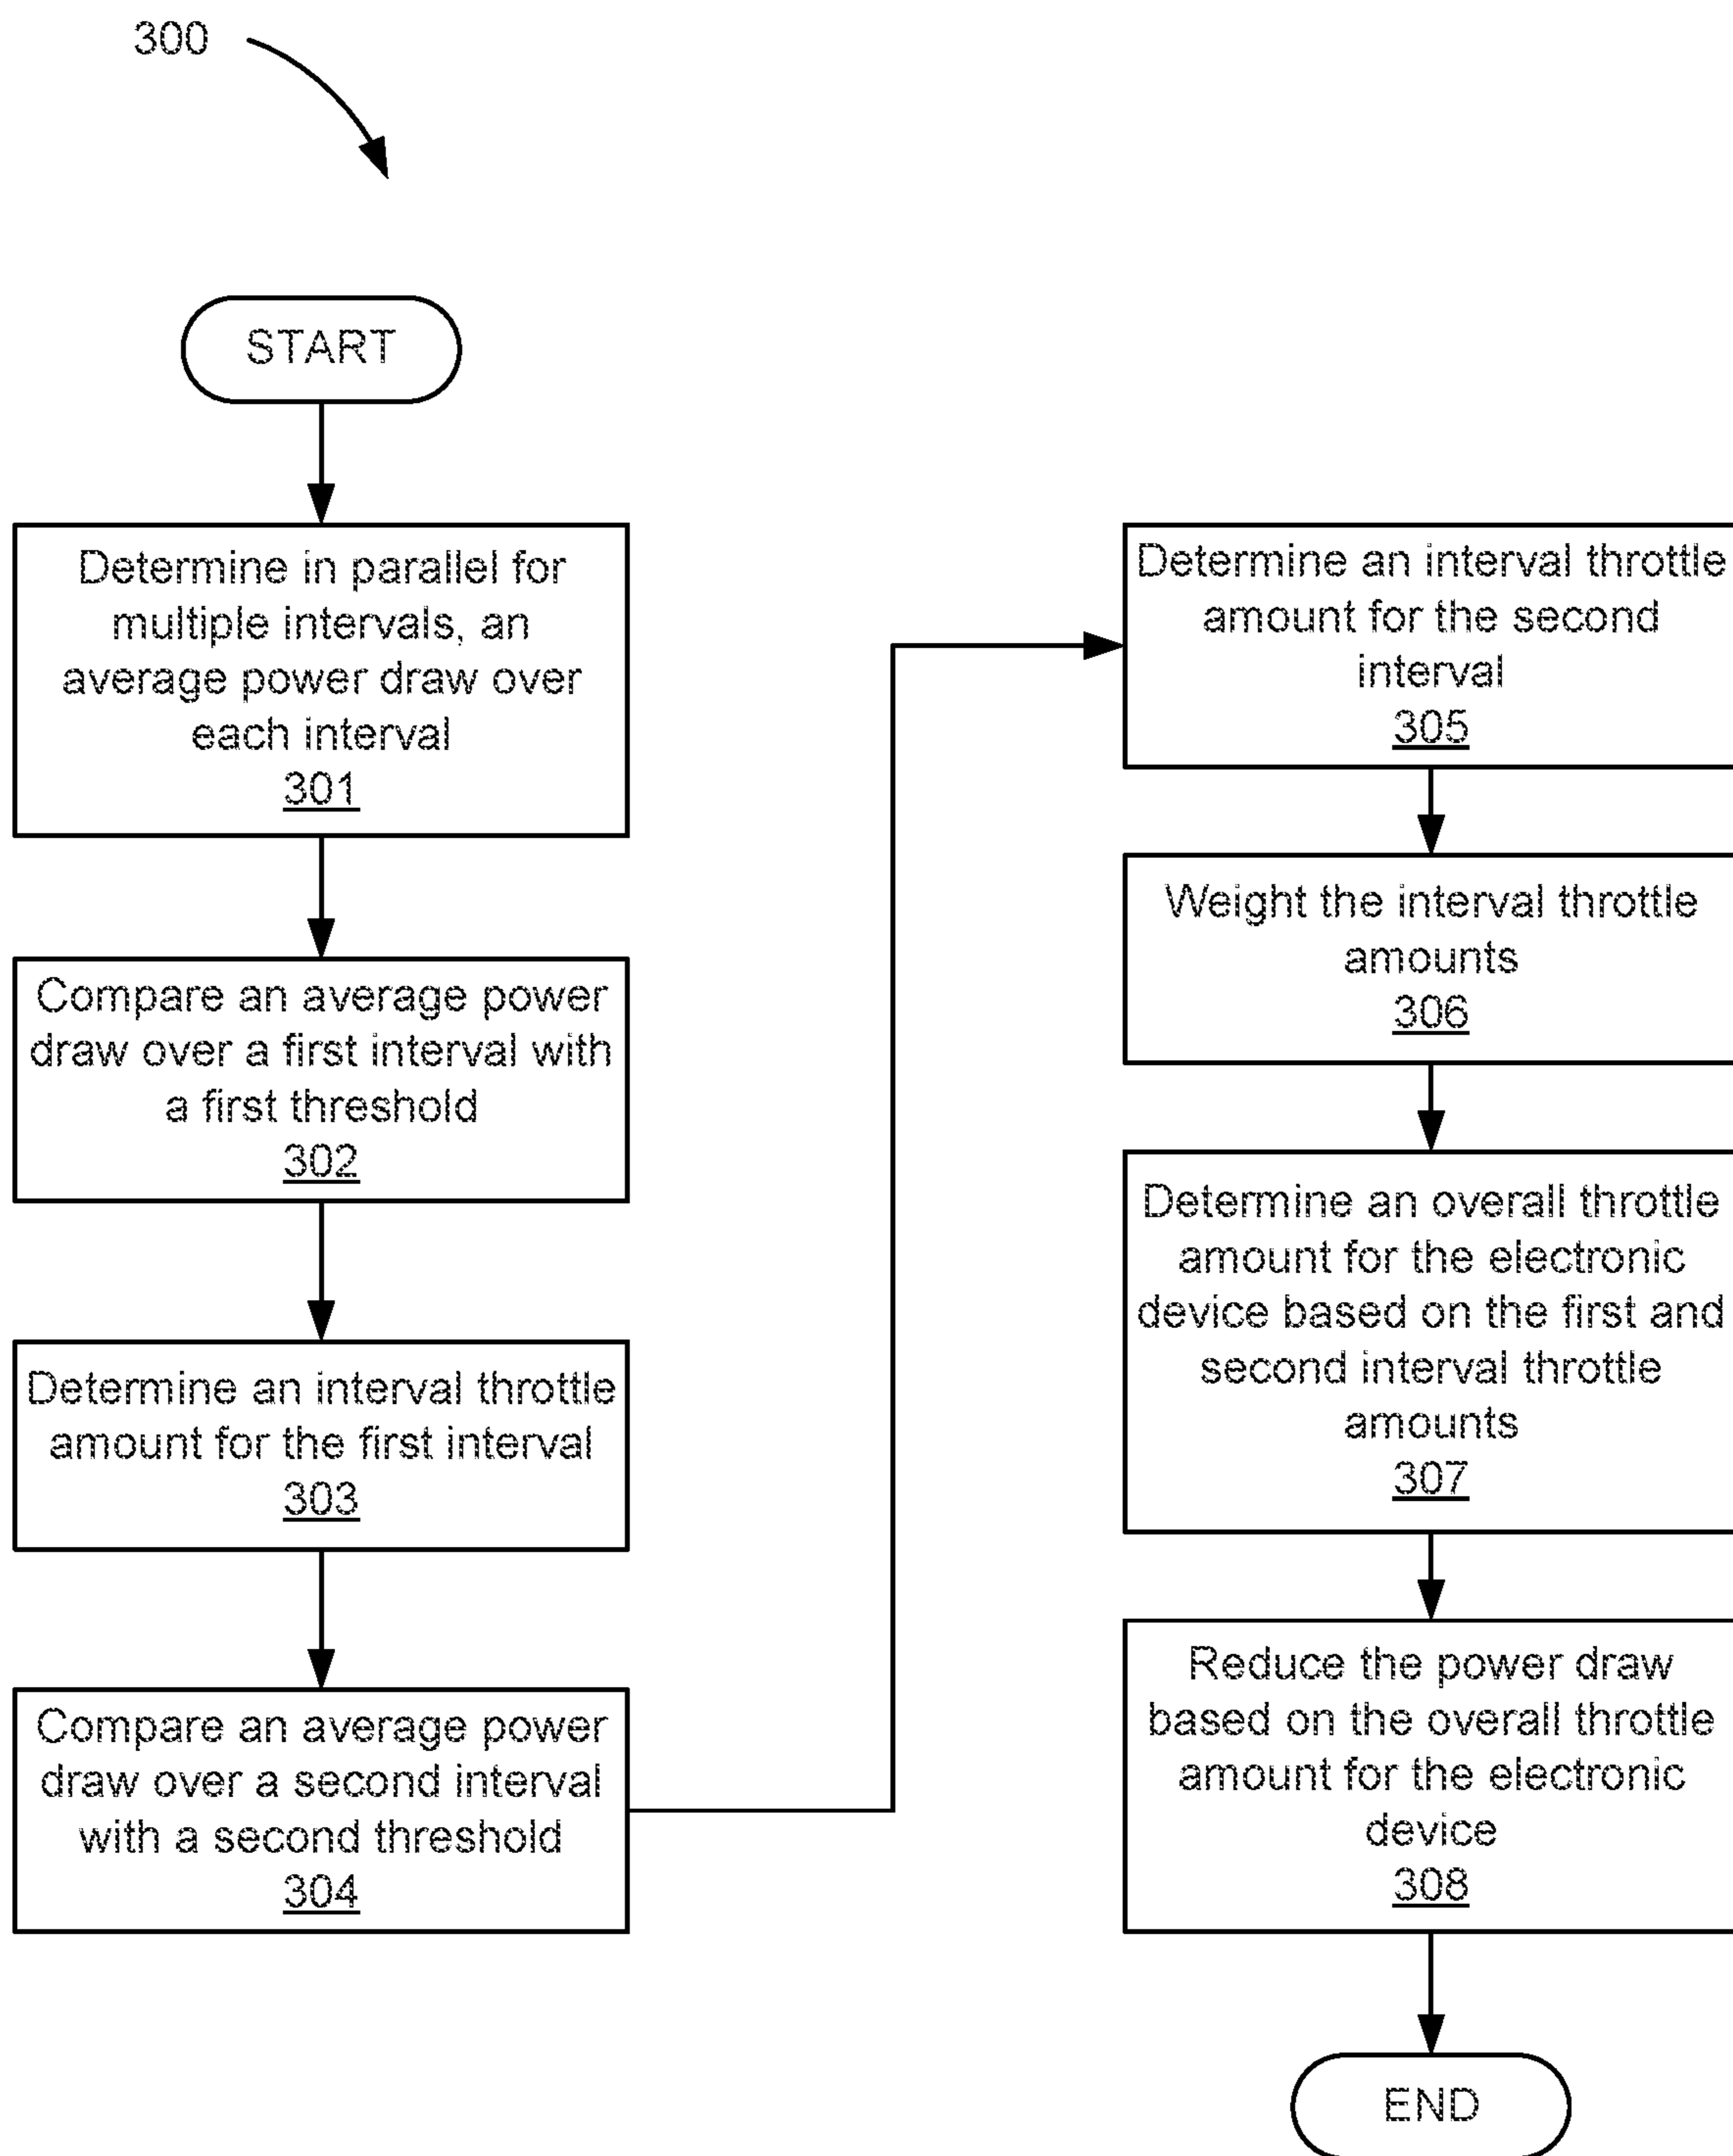 300
START
Determine in parallel for
multiple intervals, an
average power draw over
each interval
301
Compare an average power
draw over a first interval with
a first threshold
302
Determine an interval throttle
amount for the first interval
303
Compare an average power
draw over a second interval
with a second threshold
304
Determine an interval throttle
amount for the second
interval
305
Weight the interval throttle
amounts
306
Determine an overall throttle
amount for the electronic
device based on the first and
second interval throttle
amounts
307
Reduce the power draw
based on the overall throttle
amount for the electronic
device
308
END